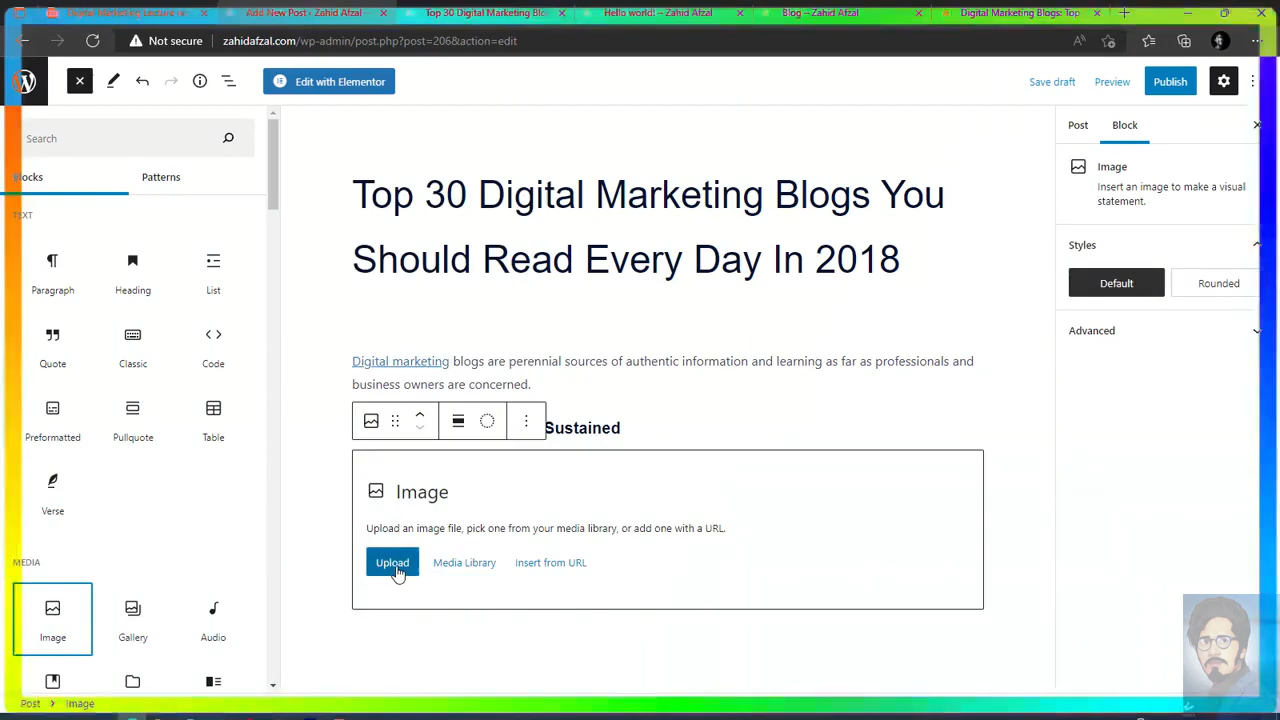 Digital Marketing Lecture
Add New Post ‹ Zahid Afzal
Top 30 Digital Marketing Blo
Hello world! – Zahid Afzal
Blog – Zahid Afzal
Digital Marketing Blogs: Top
Not secure
zahidafzal.com/wp-admin/post.php?post=206&action=edit
Edit with Elementor
Save draft
Preview
Publish
Search
Blocks
Patterns
TEXT
Paragraph
Heading
List
Quote
Classic
Code
Preformatted
Pullquote
Table
Verse
MEDIA
Image
Gallery
Audio
Top 30 Digital Marketing Blogs You
Should Read Every Day In 2018
Digital marketing blogs are perennial sources of authentic information and learning as far as professionals and
business owners are concerned.
Sustained
Image
Upload an image file, pick one from your media library, or add one with a URL.
Upload
Media Library
Insert from URL
Post
Block
Image
Insert an image to make a visual
statement.
Styles
Default
Rounded
Advanced
Post
Image